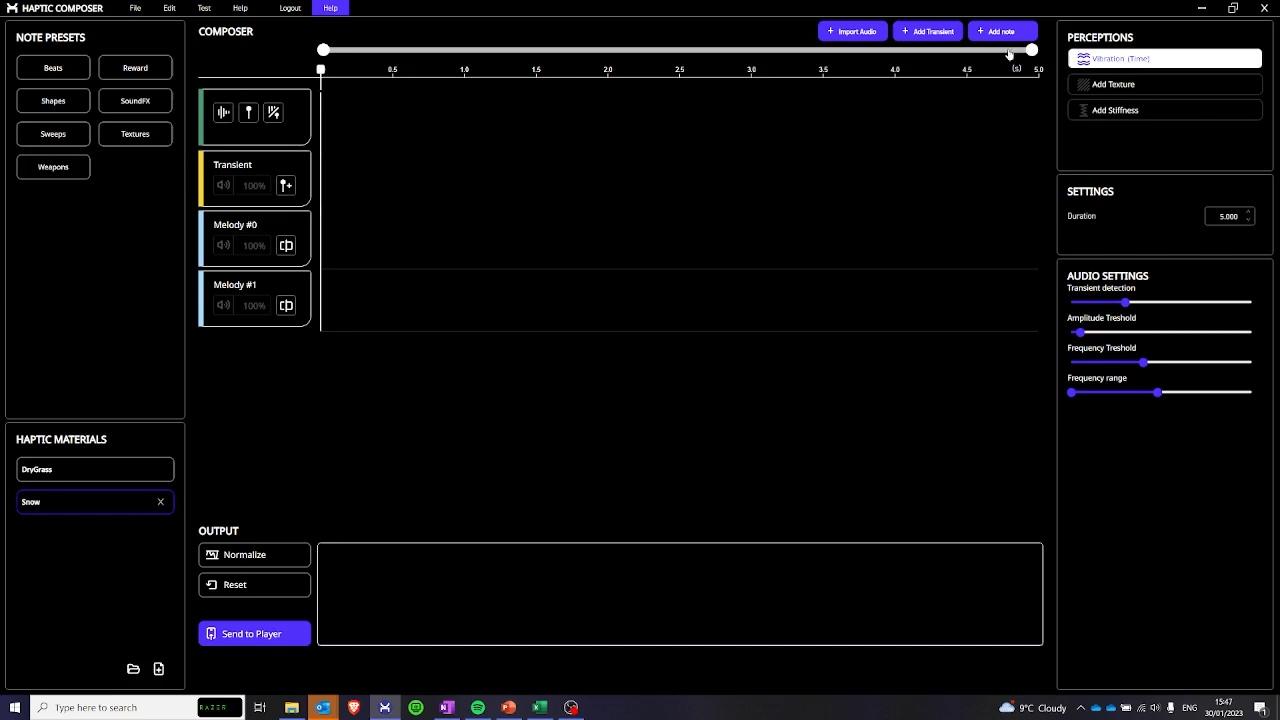 HAPTIC COMPOSER File Edit Test Help Logout Help
NOTE PRESETS
Beats Reward
Shapes SoundFX
Sweeps Textures
Weapons
HAPTIC MATERIALS
DryGrass
Snow X
COMPOSER
+ Import Audio + Add Transient + Add note
0.5 1.0 1.5 2.0 2.5 3.0 3.5 4.0 4.5 (s) 5.0
Transient
100%
Melody #0
100%
Melody #1
100%
OUTPUT
Normalize
Reset
Send to Player
PERCEPTIONS
Vibration (Time)
Add Texture
Add Stiffness
SETTINGS
Duration 5.000
AUDIO SETTINGS
Transient detection
Amplitude Treshold
Frequency Treshold
Frequency range
Type here to search RAZER 9°C Cloudy ENG 15:47
30/01/2023